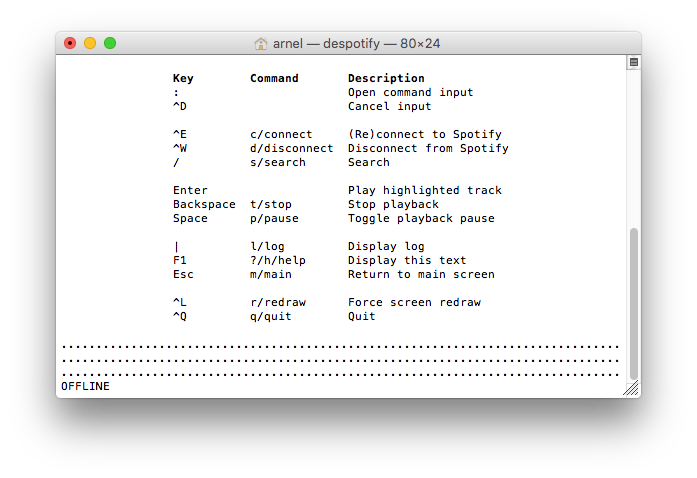 arnel — despotify — 80×24
Key Command Description
: Open command input
^D Cancel input
^E c/connect (Re)connect to Spotify
^W d/disconnect Disconnect from Spotify
/ s/search Search
Enter Play highlighted track
Backspace t/stop Stop playback
Space p/pause Toggle playback pause
| l/log Display log
F1 ?/h/help Display this text
Esc m/main Return to main screen
^L r/redraw Force screen redraw
^Q q/quit Quit
................................................................................
................................................................................
................................................................................
OFFLINE